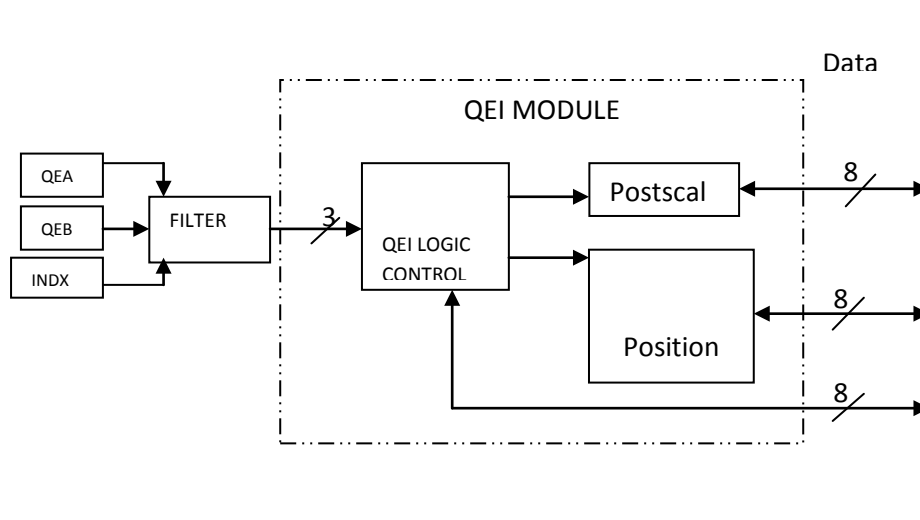 Data
QEI MODULE
QEA
QEB
INDX
FILTER
3
QEI LOGIC
CONTROL
Postscal
Position
8
8
8